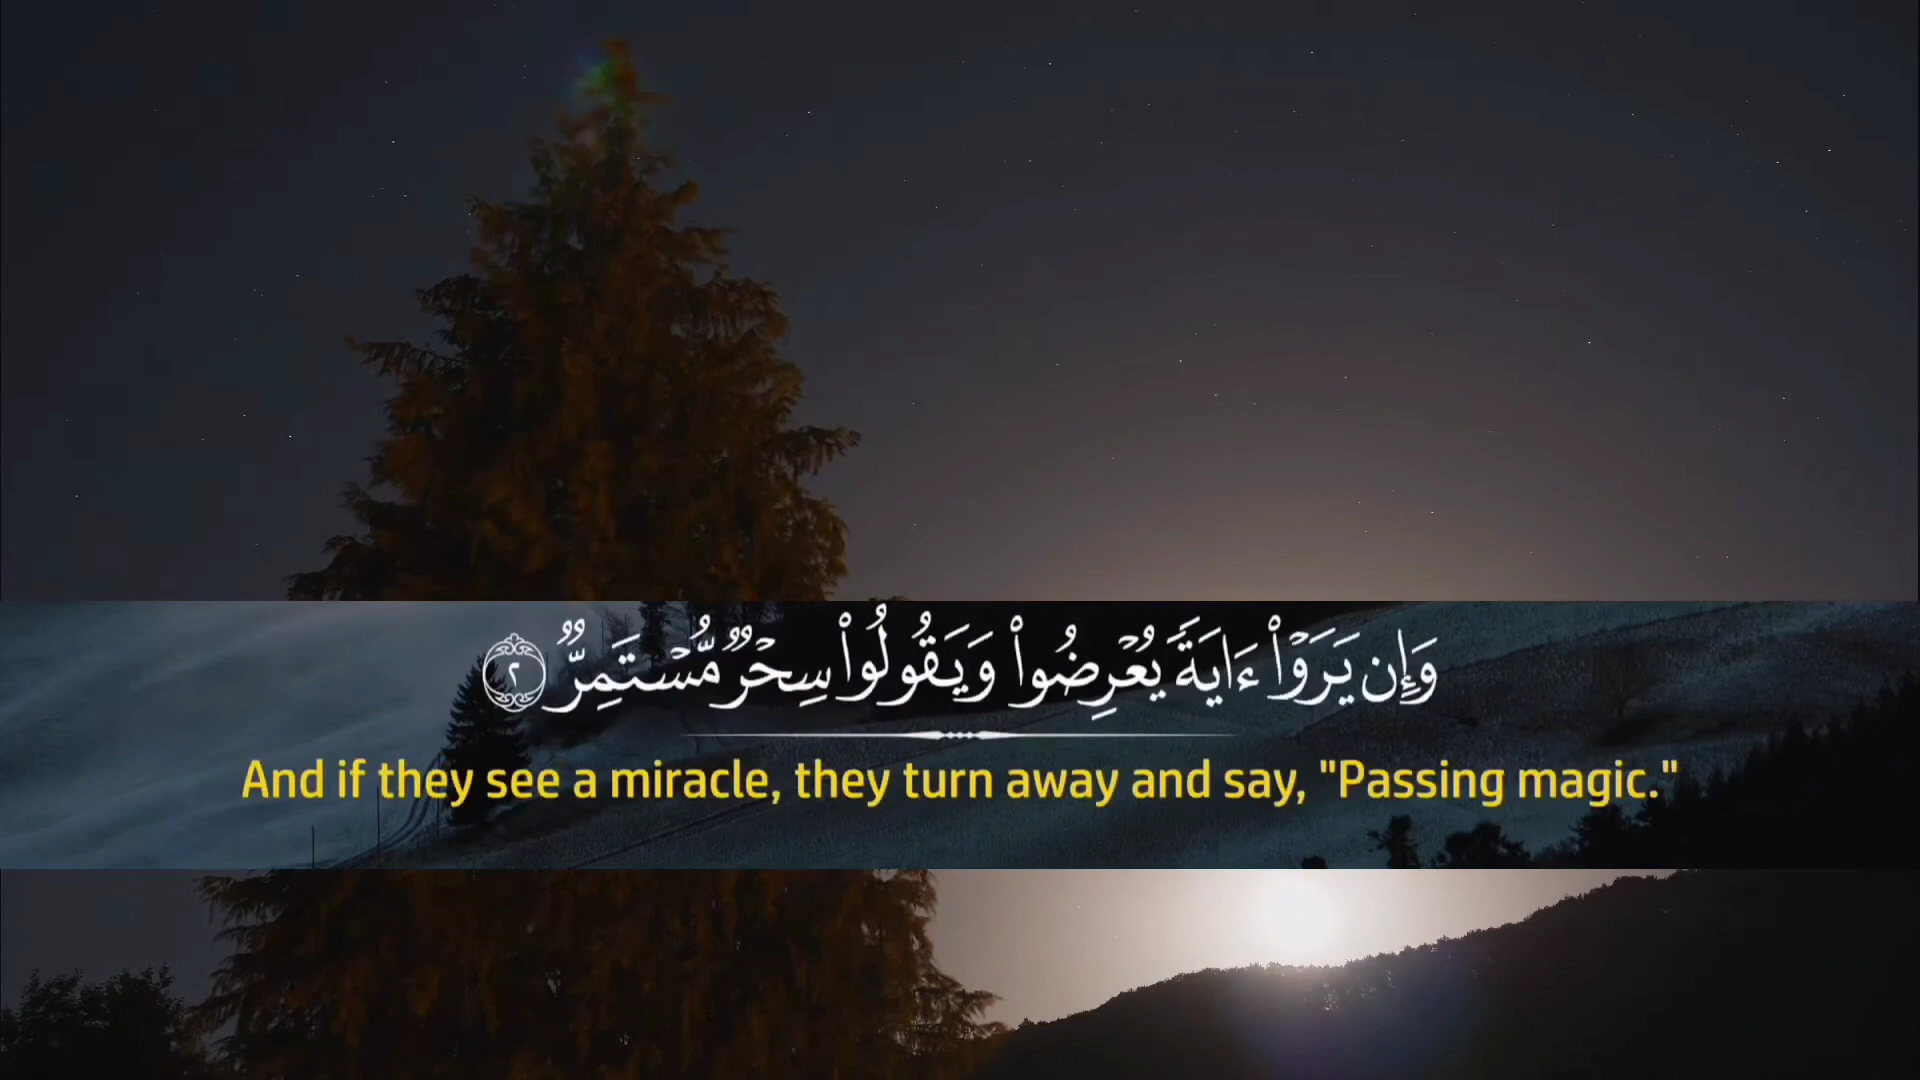 وَإِن يَرَوْا۟ ءَايَةًۭ يُعْرِضُوا۟ وَيَقُولُوا۟ سِحْرٌۭ مُّسْتَمِرٌّۭ ٢
And if they see a miracle, they turn away and say, "Passing magic."